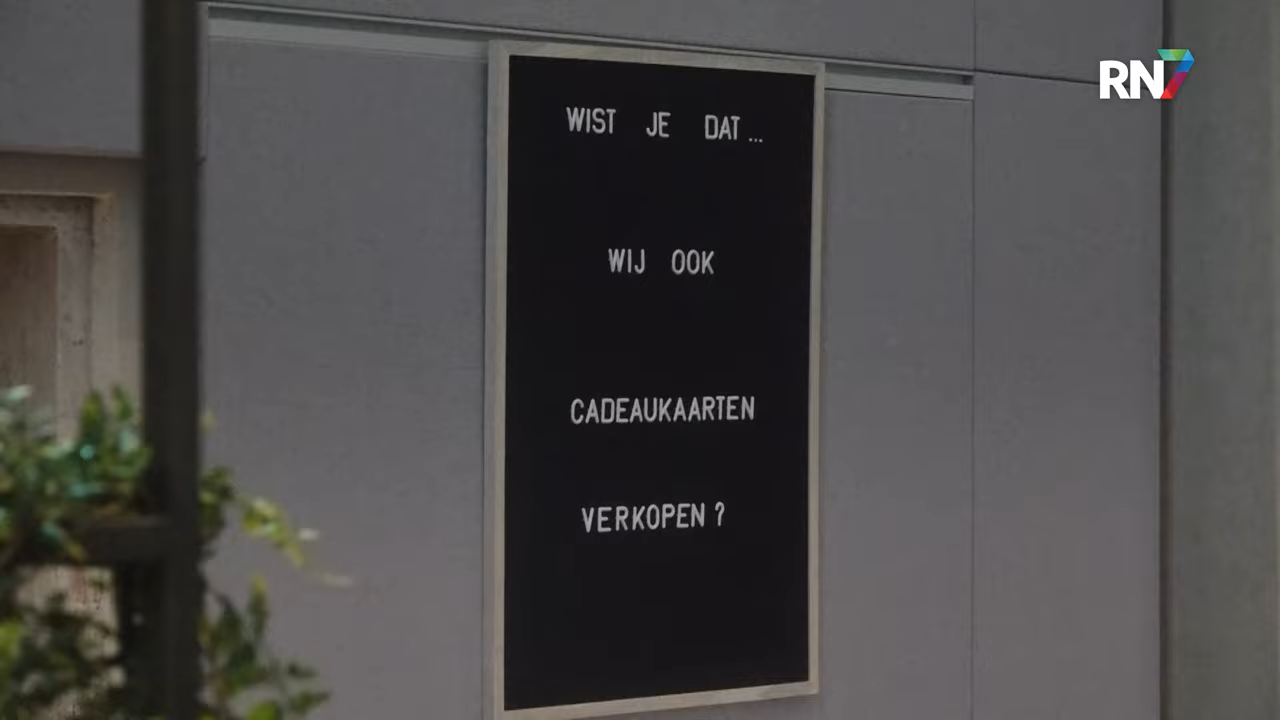 RN7
WIST JE DAT...
WIJ OOK
CADEAUKAARTEN
VERKOPEN?